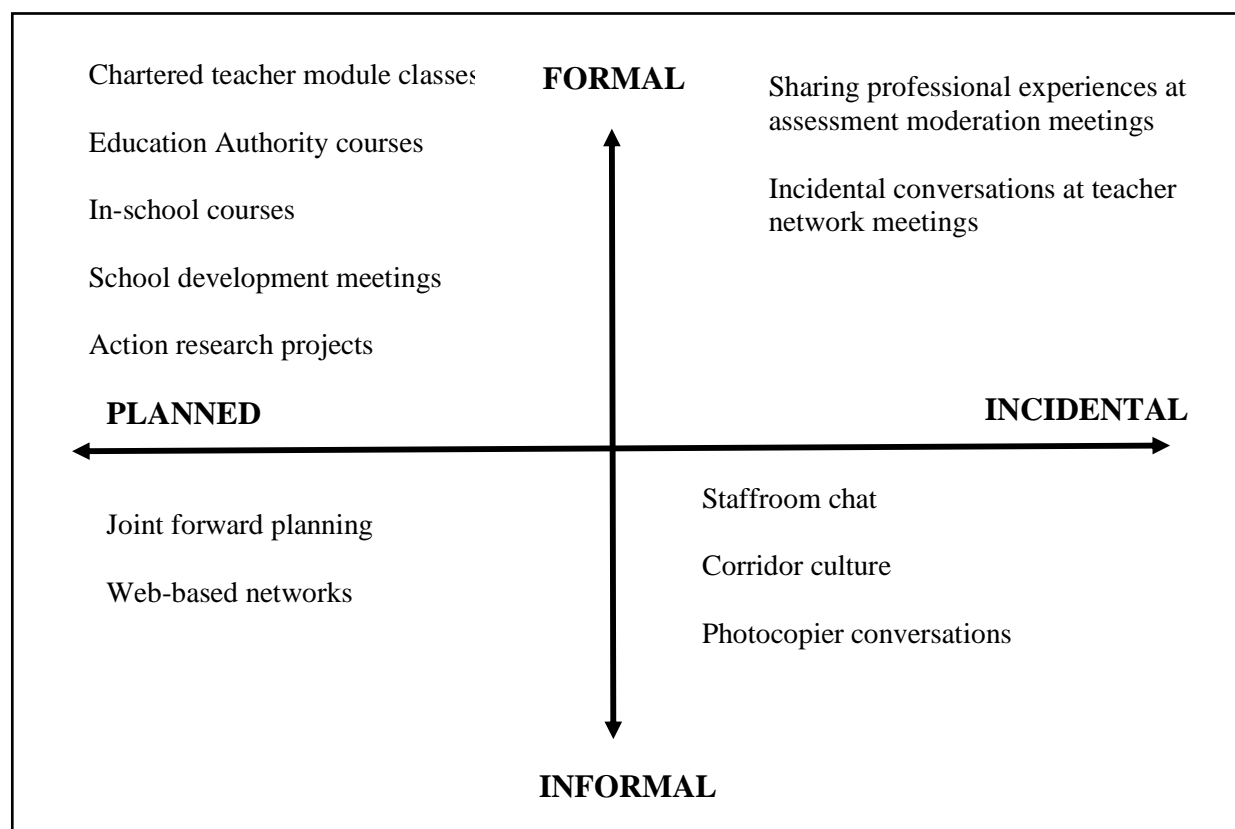 Chartered teacher module classes
FORMAL
Sharing professional experiences at
assessment moderation meetings
Education Authority courses
Incidental conversations at teacher
network meetings
In-school courses
School development meetings
Action research projects
PLANNED
INCIDENTAL
Staffroom chat
Joint forward planning
Corridor culture
Web-based networks
Photocopier conversations
INFORMAL